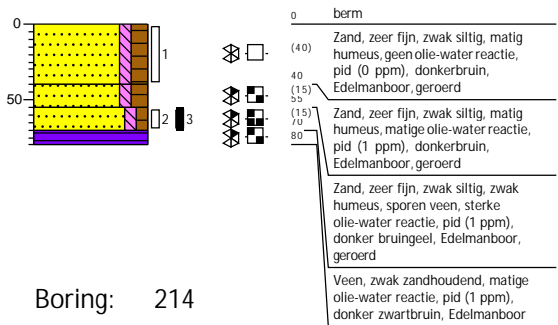 0
50
1
2
3
0
(40)
40
(15)
55
(15)
70
80
berm
Zand, zeer fijn, zwak siltig, matig
humeus, geen olie-water reactie,
pid (0 ppm), donkerbruin,
Edelmanboor, geroerd
Zand, zeer fijn, zwak siltig, matig
humeus, matige olie-water reactie,
pid (1 ppm), donkerbruin,
Edelmanboor, geroerd
Zand, zeer fijn, zwak siltig, zwak
humeus, sporen veen, sterke
olie-water reactie, pid (1 ppm),
donker bruingeel, Edelmanboor,
geroerd
Veen, zwak zandhoudend, matige
olie-water reactie, pid (1 ppm),
donker zwartbruin, Edelmanboor
Boring: 214